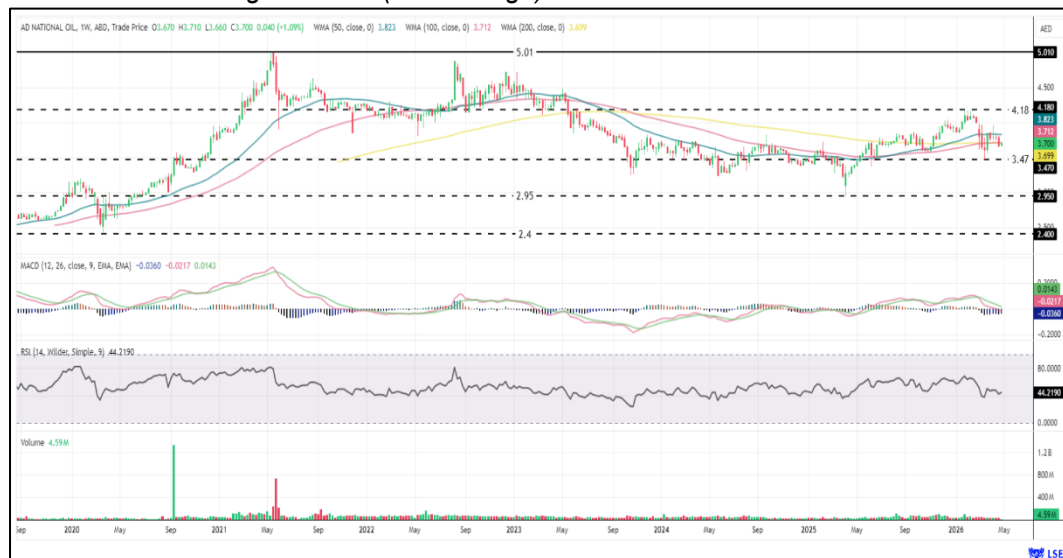 AD NATIONAL OIL, 1W, ABD, Trade Price O3.670 H3.710 L3.660 C3.700 0.040 (+1.09%) WMA (50, close, 0) 3.823 WMA (100, close, 0) 3.712 WMA (200, close, 0) 3.699
AED
5.01
5.010
4.500
4.18
4.180
3.823
3.712
3.700
3.699
3.47
3.470
2.95
2.950
2.4
2.400
MACD (12, 26, close, 9, EMA, EMA) -0.0360 -0.0217 0.0143
0.0143
-0.0217
-0.0360
-0.2000
RSI (14, Wilder, Simple, 9) 44.2190
80.0000
44.2190
0.0000
Volume 4.59M
1.2B
800M
400M
4.59M
Sep 2020 May Sep 2021 May Sep 2022 May Sep 2023 May Sep 2024 May Sep 2025 May Sep 2026 May